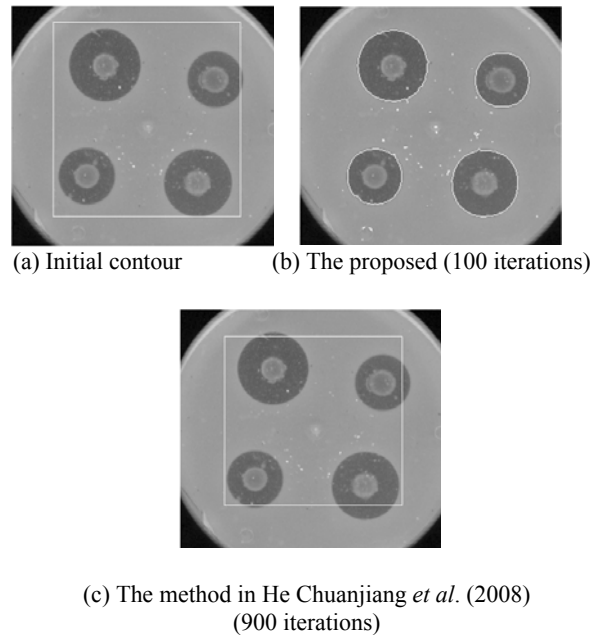 (a) Initial contour
(b) The proposed (100 iterations)
(c) The method in He Chuanjiang et al. (2008)
(900 iterations)